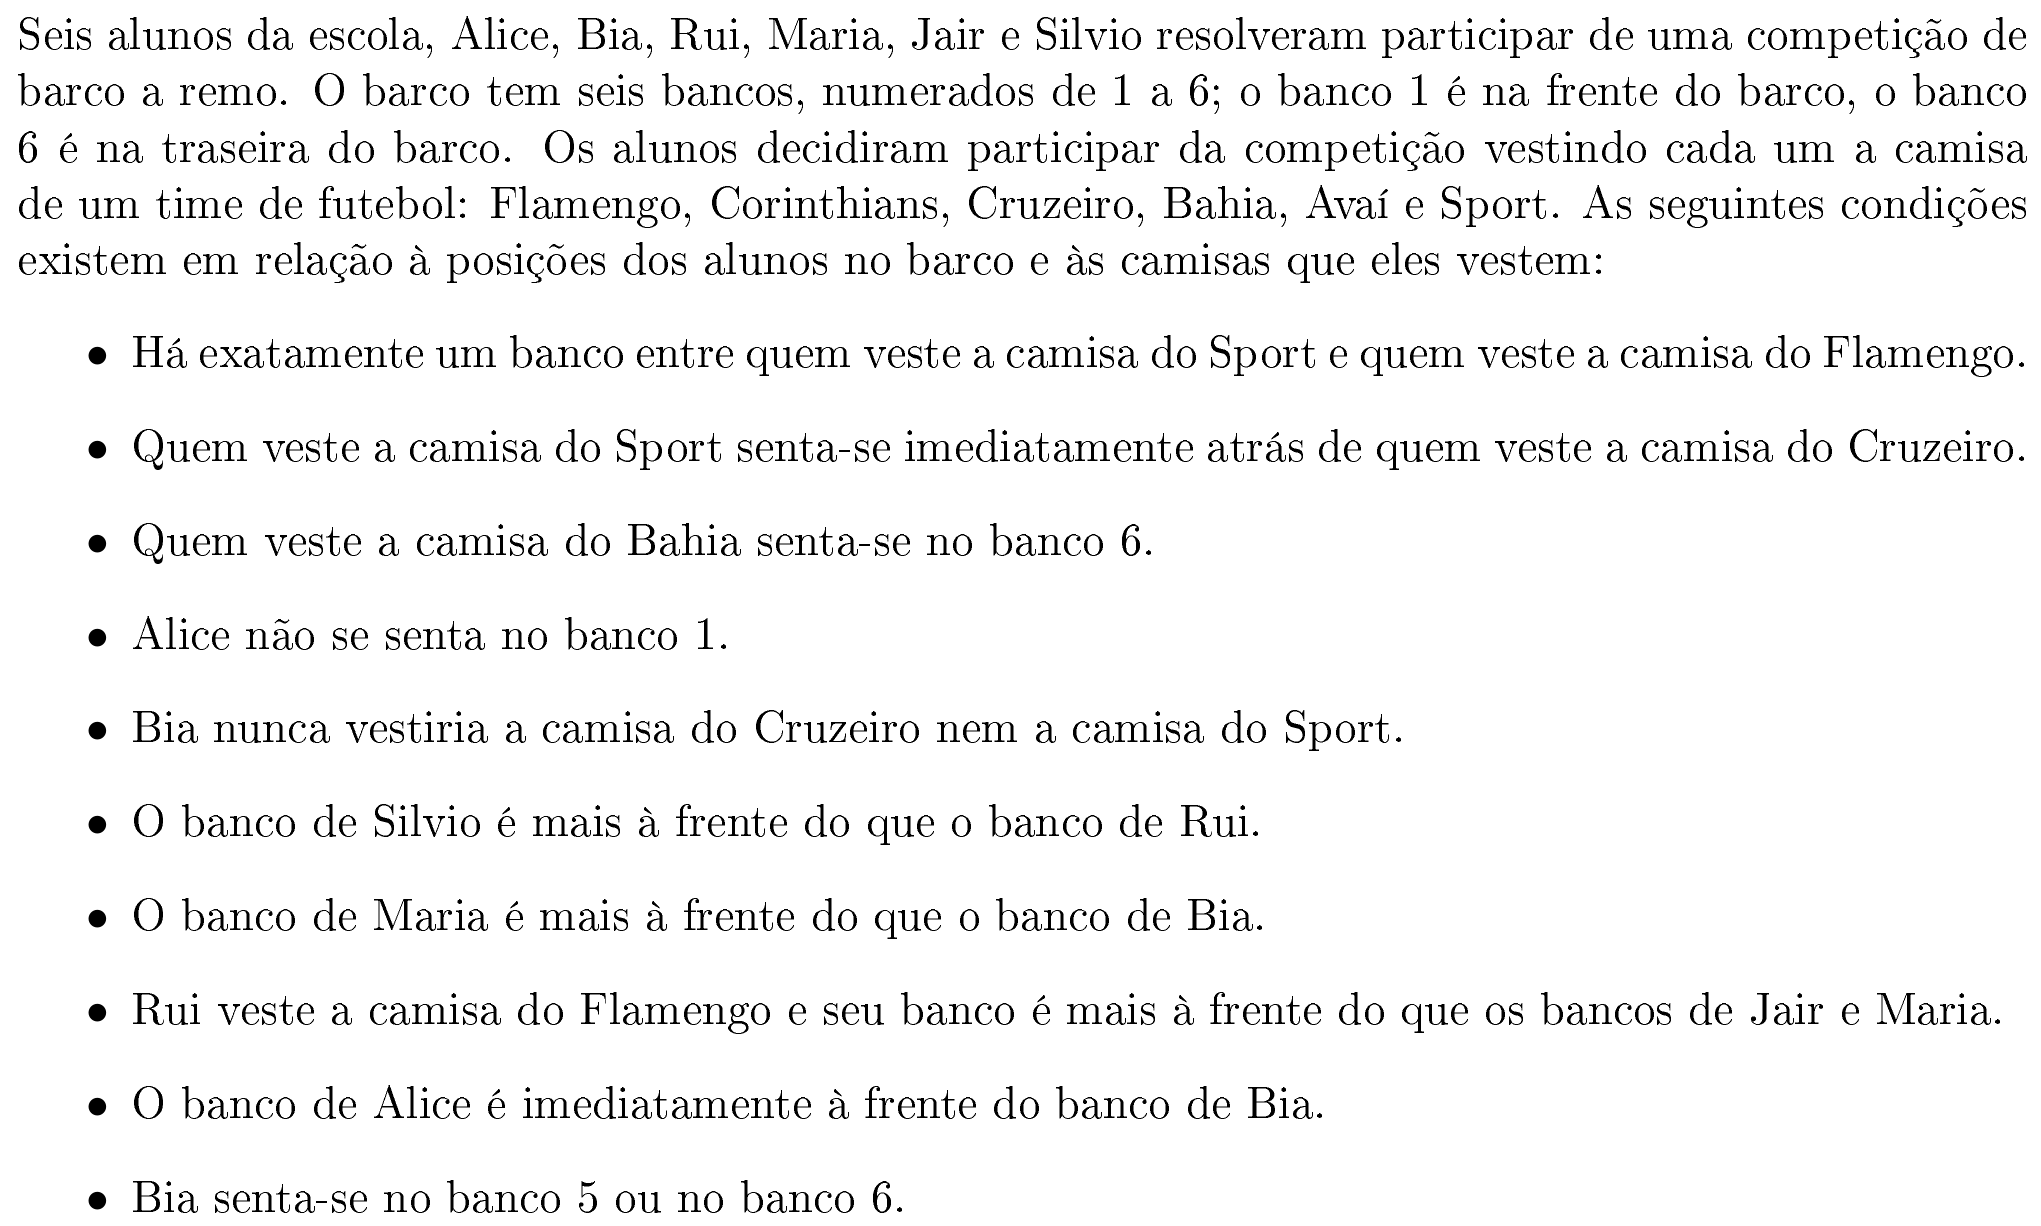 Seis alunos da escola, Alice, Bia, Rui, Maria, Jair e Silvio resolveram participar de uma competição de
barco a remo. O barco tem seis bancos, numerados de 1 a 6; o banco 1 é na frente do barco, o banco
6 é na traseira do barco. Os alunos decidiram participar da competição vestindo cada um a camisa
de um time de futebol: Flamengo, Corinthians, Cruzeiro, Bahia, Avaí e Sport. As seguintes condições
existem em relação à posições dos alunos no barco e às camisas que eles vestem:
• Há exatamente um banco entre quem veste a camisa do Sport e quem veste a camisa do Flamengo.
• Quem veste a camisa do Sport senta-se imediatamente atrás de quem veste a camisa do Cruzeiro.
• Quem veste a camisa do Bahia senta-se no banco 6.
• Alice não se senta no banco 1.
• Bia nunca vestiria a camisa do Cruzeiro nem a camisa do Sport.
• O banco de Silvio é mais à frente do que o banco de Rui.
• O banco de Maria é mais à frente do que o banco de Bia.
• Rui veste a camisa do Flamengo e seu banco é mais à frente do que os bancos de Jair e Maria.
• O banco de Alice é imediatamente à frente do banco de Bia.
• Bia senta-se no banco 5 ou no banco 6.